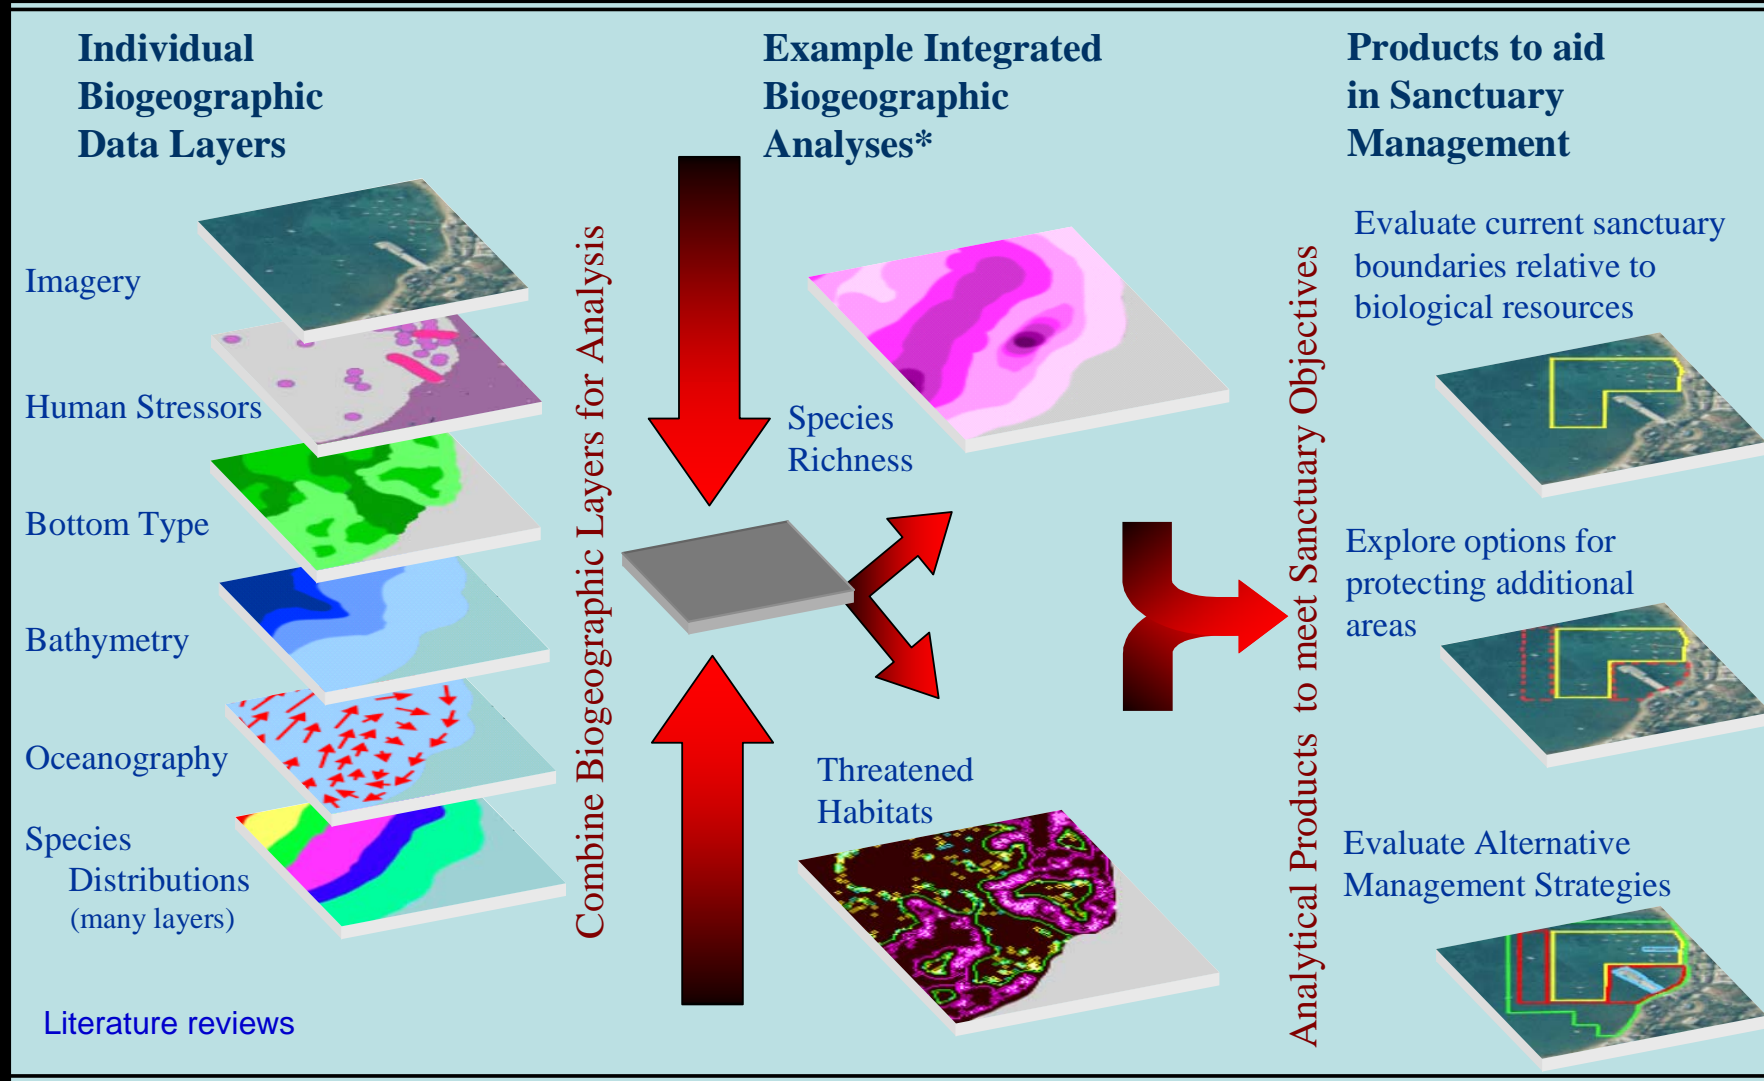 Individual
Biogeographic
Data Layers
Imagery
Human Stressors
Bottom Type
Bathymetry
Oceanography
Species
Distributions
(many layers)
Literature reviews
Combine Biogeographic Layers for Analysis
Example Integrated
Biogeographic
Analyses*
Species
Richness
Threatened
Habitats
Analytical Products to meet Sanctuary Objectives
Products to aid
in Sanctuary
Management
Evaluate current sanctuary
boundaries relative to
biological resources
Explore options for
protecting additional
areas
Evaluate Alternative
Management Strategies